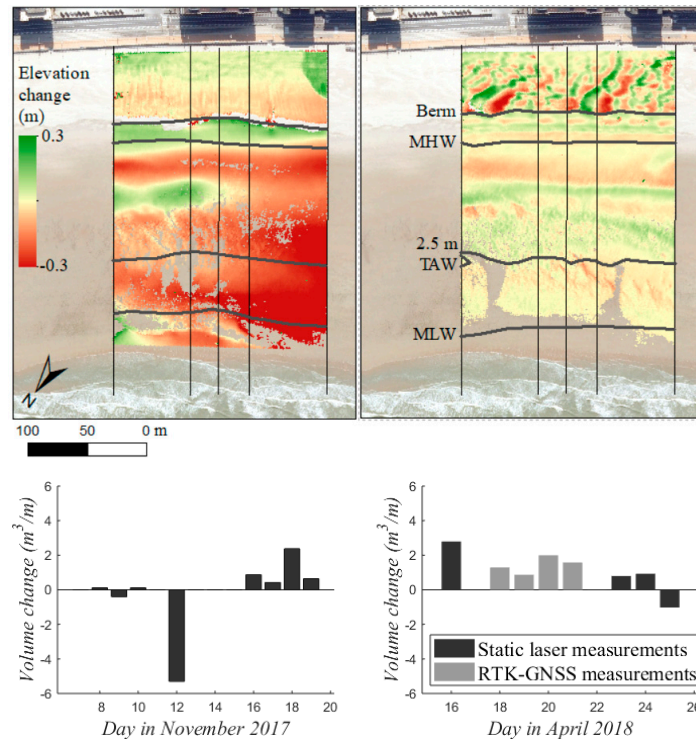 Elevation
change
(m)
0.3
-0.3
N
100 50 0 m
Berm
MHW
2.5 m
TAW
MLW
Volume change (m³/m)
6
4
2
0
-2
-4
-6
8 10 12 14 16 18 20
Day in November 2017
Volume change (m³/m)
6
4
2
0
-2
-4
-6
Static laser measurements
RTK-GNSS measurements
16 18 20 22 24 26
Day in April 2018